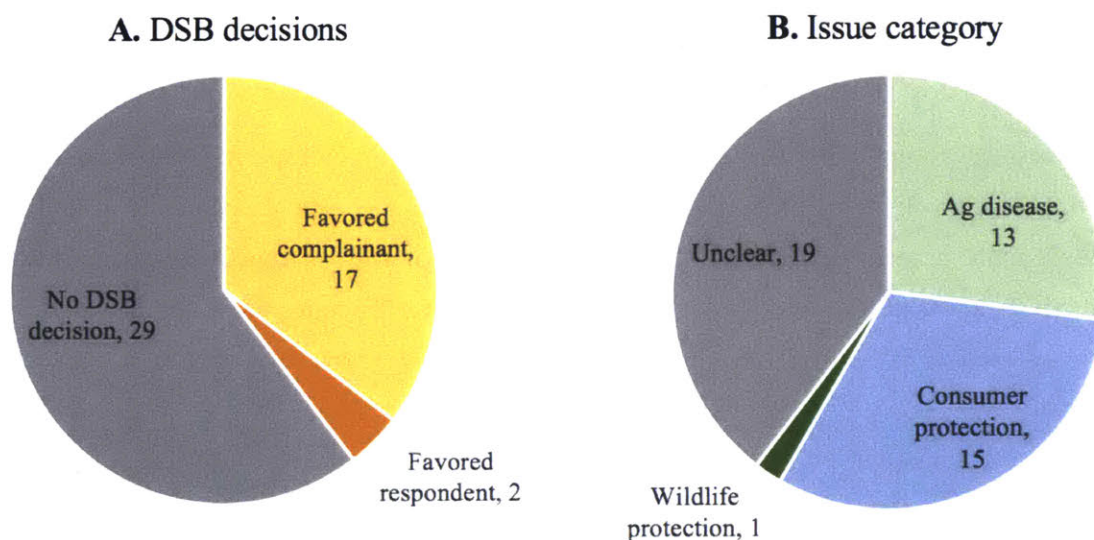 A. DSB decisions
Favored
complainant,
17
No DSB
decision, 29
Favored
respondent, 2
B. Issue category
Ag disease,
13
Unclear, 19
Consumer
protection,
15
Wildlife
protection, 1